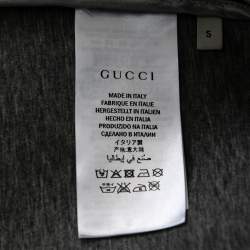 GUCCI
MADE IN ITALY
FABRIQUE EN ITALIE
HERGESTELLT IN ITALIEN
HECHO EN ITALIA
PRODUZIDO NA ITALIA
СДЕЛАНО В ИТАЛИИ
イタリア製
产地:意大利
صنع في إيطاليا
S